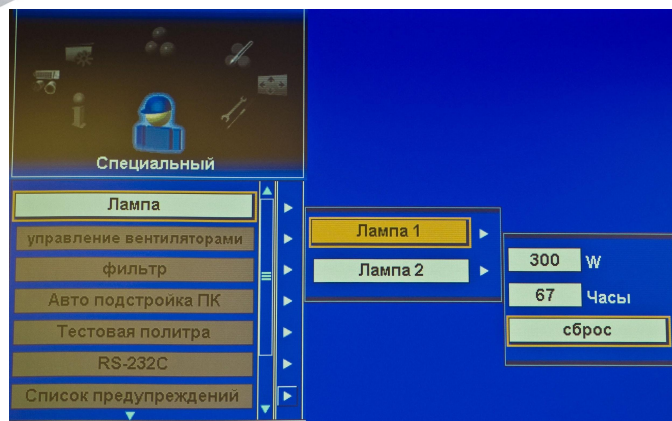 Специальный
Лампа
управление вентиляторами
фильтр
Авто подстройка ПК
Тестовая политра
RS-232C
Список предупреждений
Лампа 1
Лампа 2
300 W
67 Часы
сброс